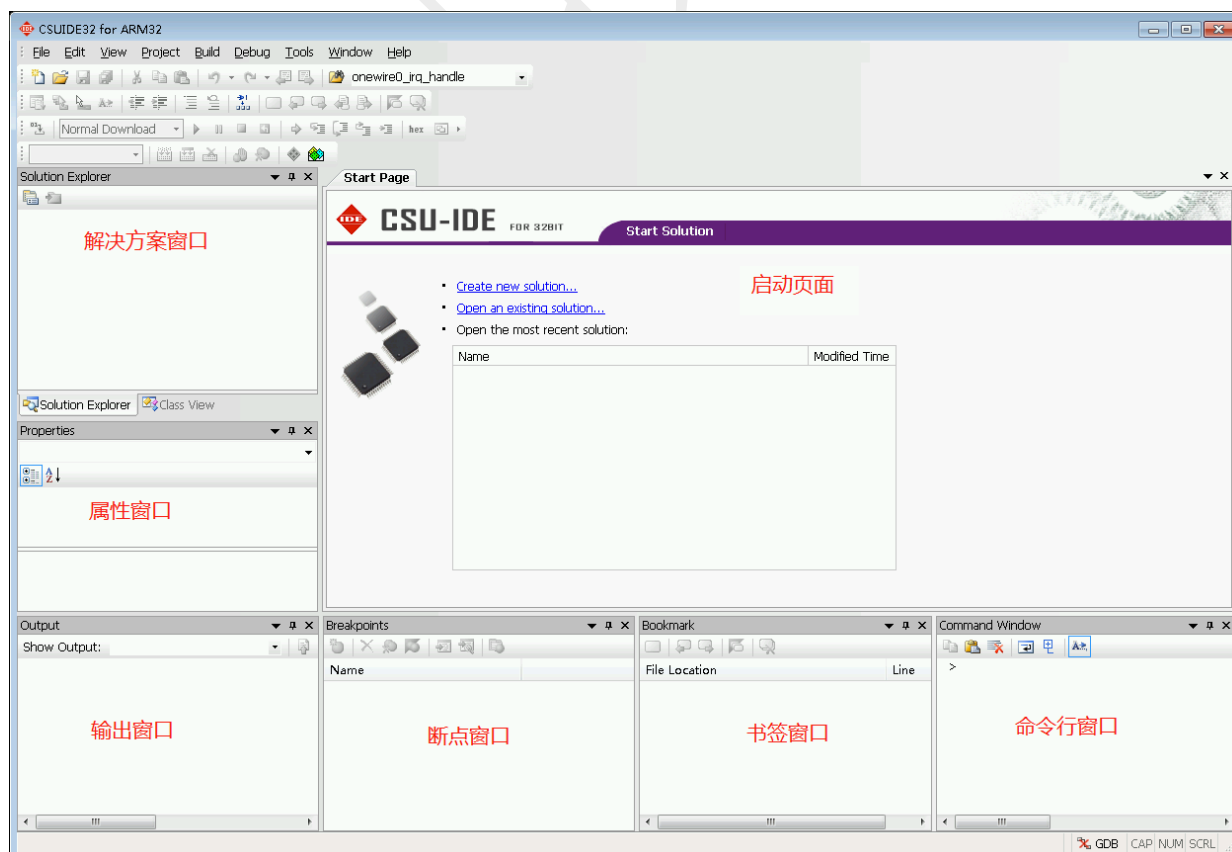 CSUIDE32 for ARM32
File Edit View Project Build Debug Tools Window Help
onewire0_irq_handle
Normal Download
hex
Solution Explorer
Start Page
解决方案窗口
IDE CSU-IDE FOR 32BIT
Start Solution
启动页面
Create new solution...
Open an existing solution...
Open the most recent solution:
Name Modified Time
Solution Explorer Class View
Properties
属性窗口
Output
Show Output:
输出窗口
Breakpoints
Name
断点窗口
Bookmark
File Location Line
书签窗口
Command Window
>
命令行窗口
GDB CAP NUM SCRL